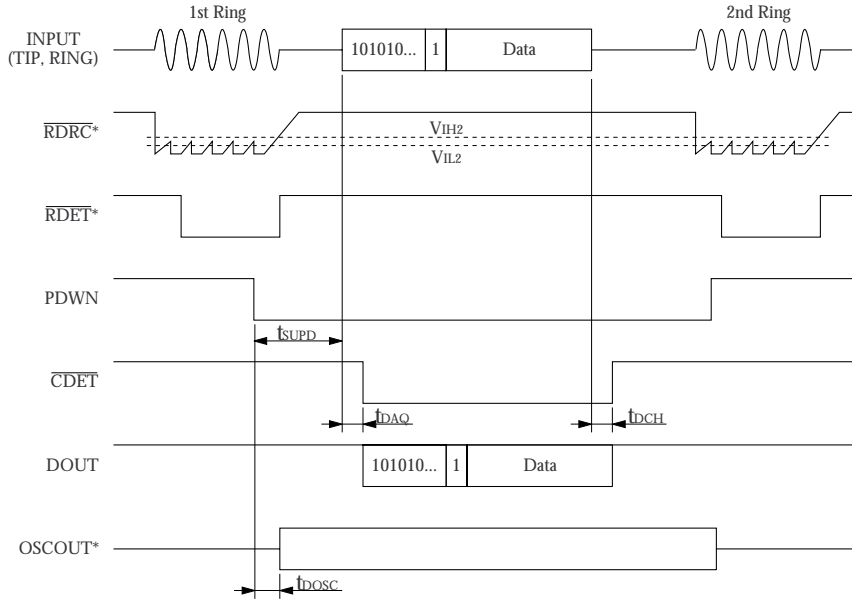 1st Ring
2nd Ring
INPUT
(TIP, RING)
101010...
1
Data
RDRC*
VIH2
VIL2
RDET*
PDWN
tSUPD
CDET
tDAQ
tDCH
DOUT
101010...
1
Data
OSCOUT*
tDOSC